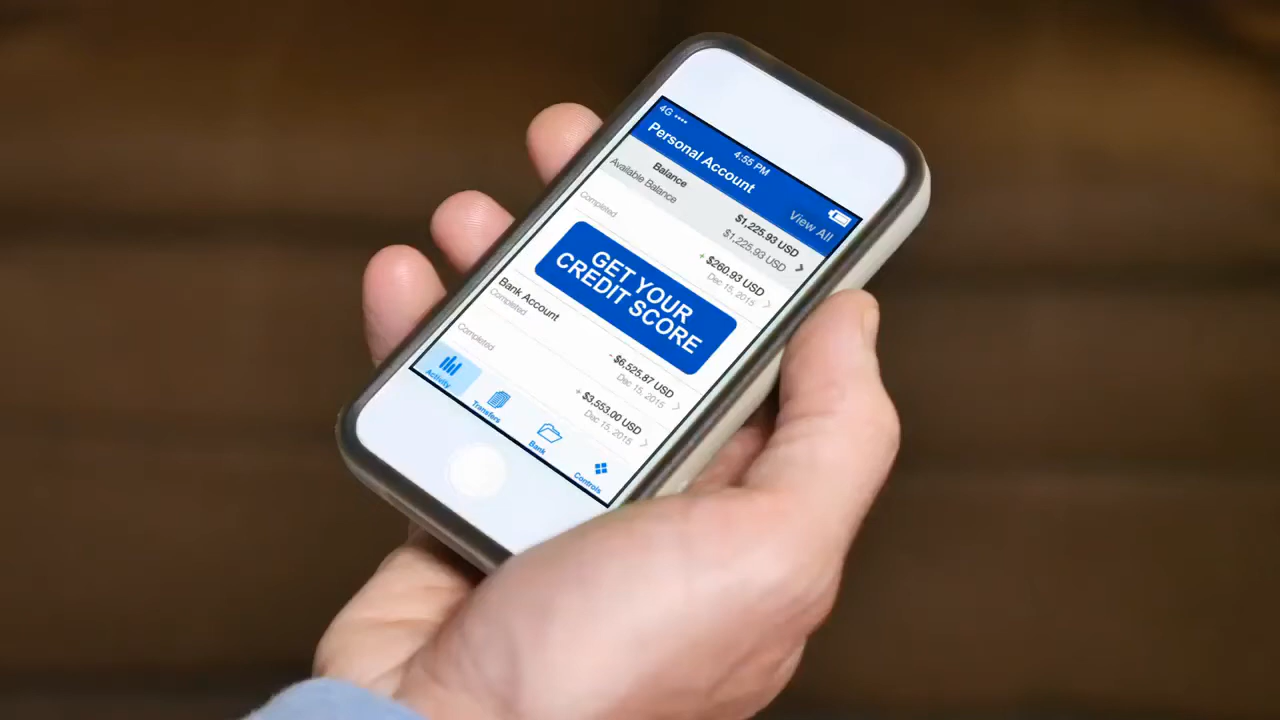 4G
4:55 PM
Personal Account
View All
Balance
$1,225.93 USD
Available Balance
$1,225.93 USD
+ $260.93 USD
Completed
Dec 15, 2015
GET YOUR
CREDIT SCORE
Bank Account
- $6,525.87 USD
Completed
Dec 15, 2015
+ $3,553.00 USD
Completed
Dec 15, 2015
Activity
Transfers
Bank
Controls